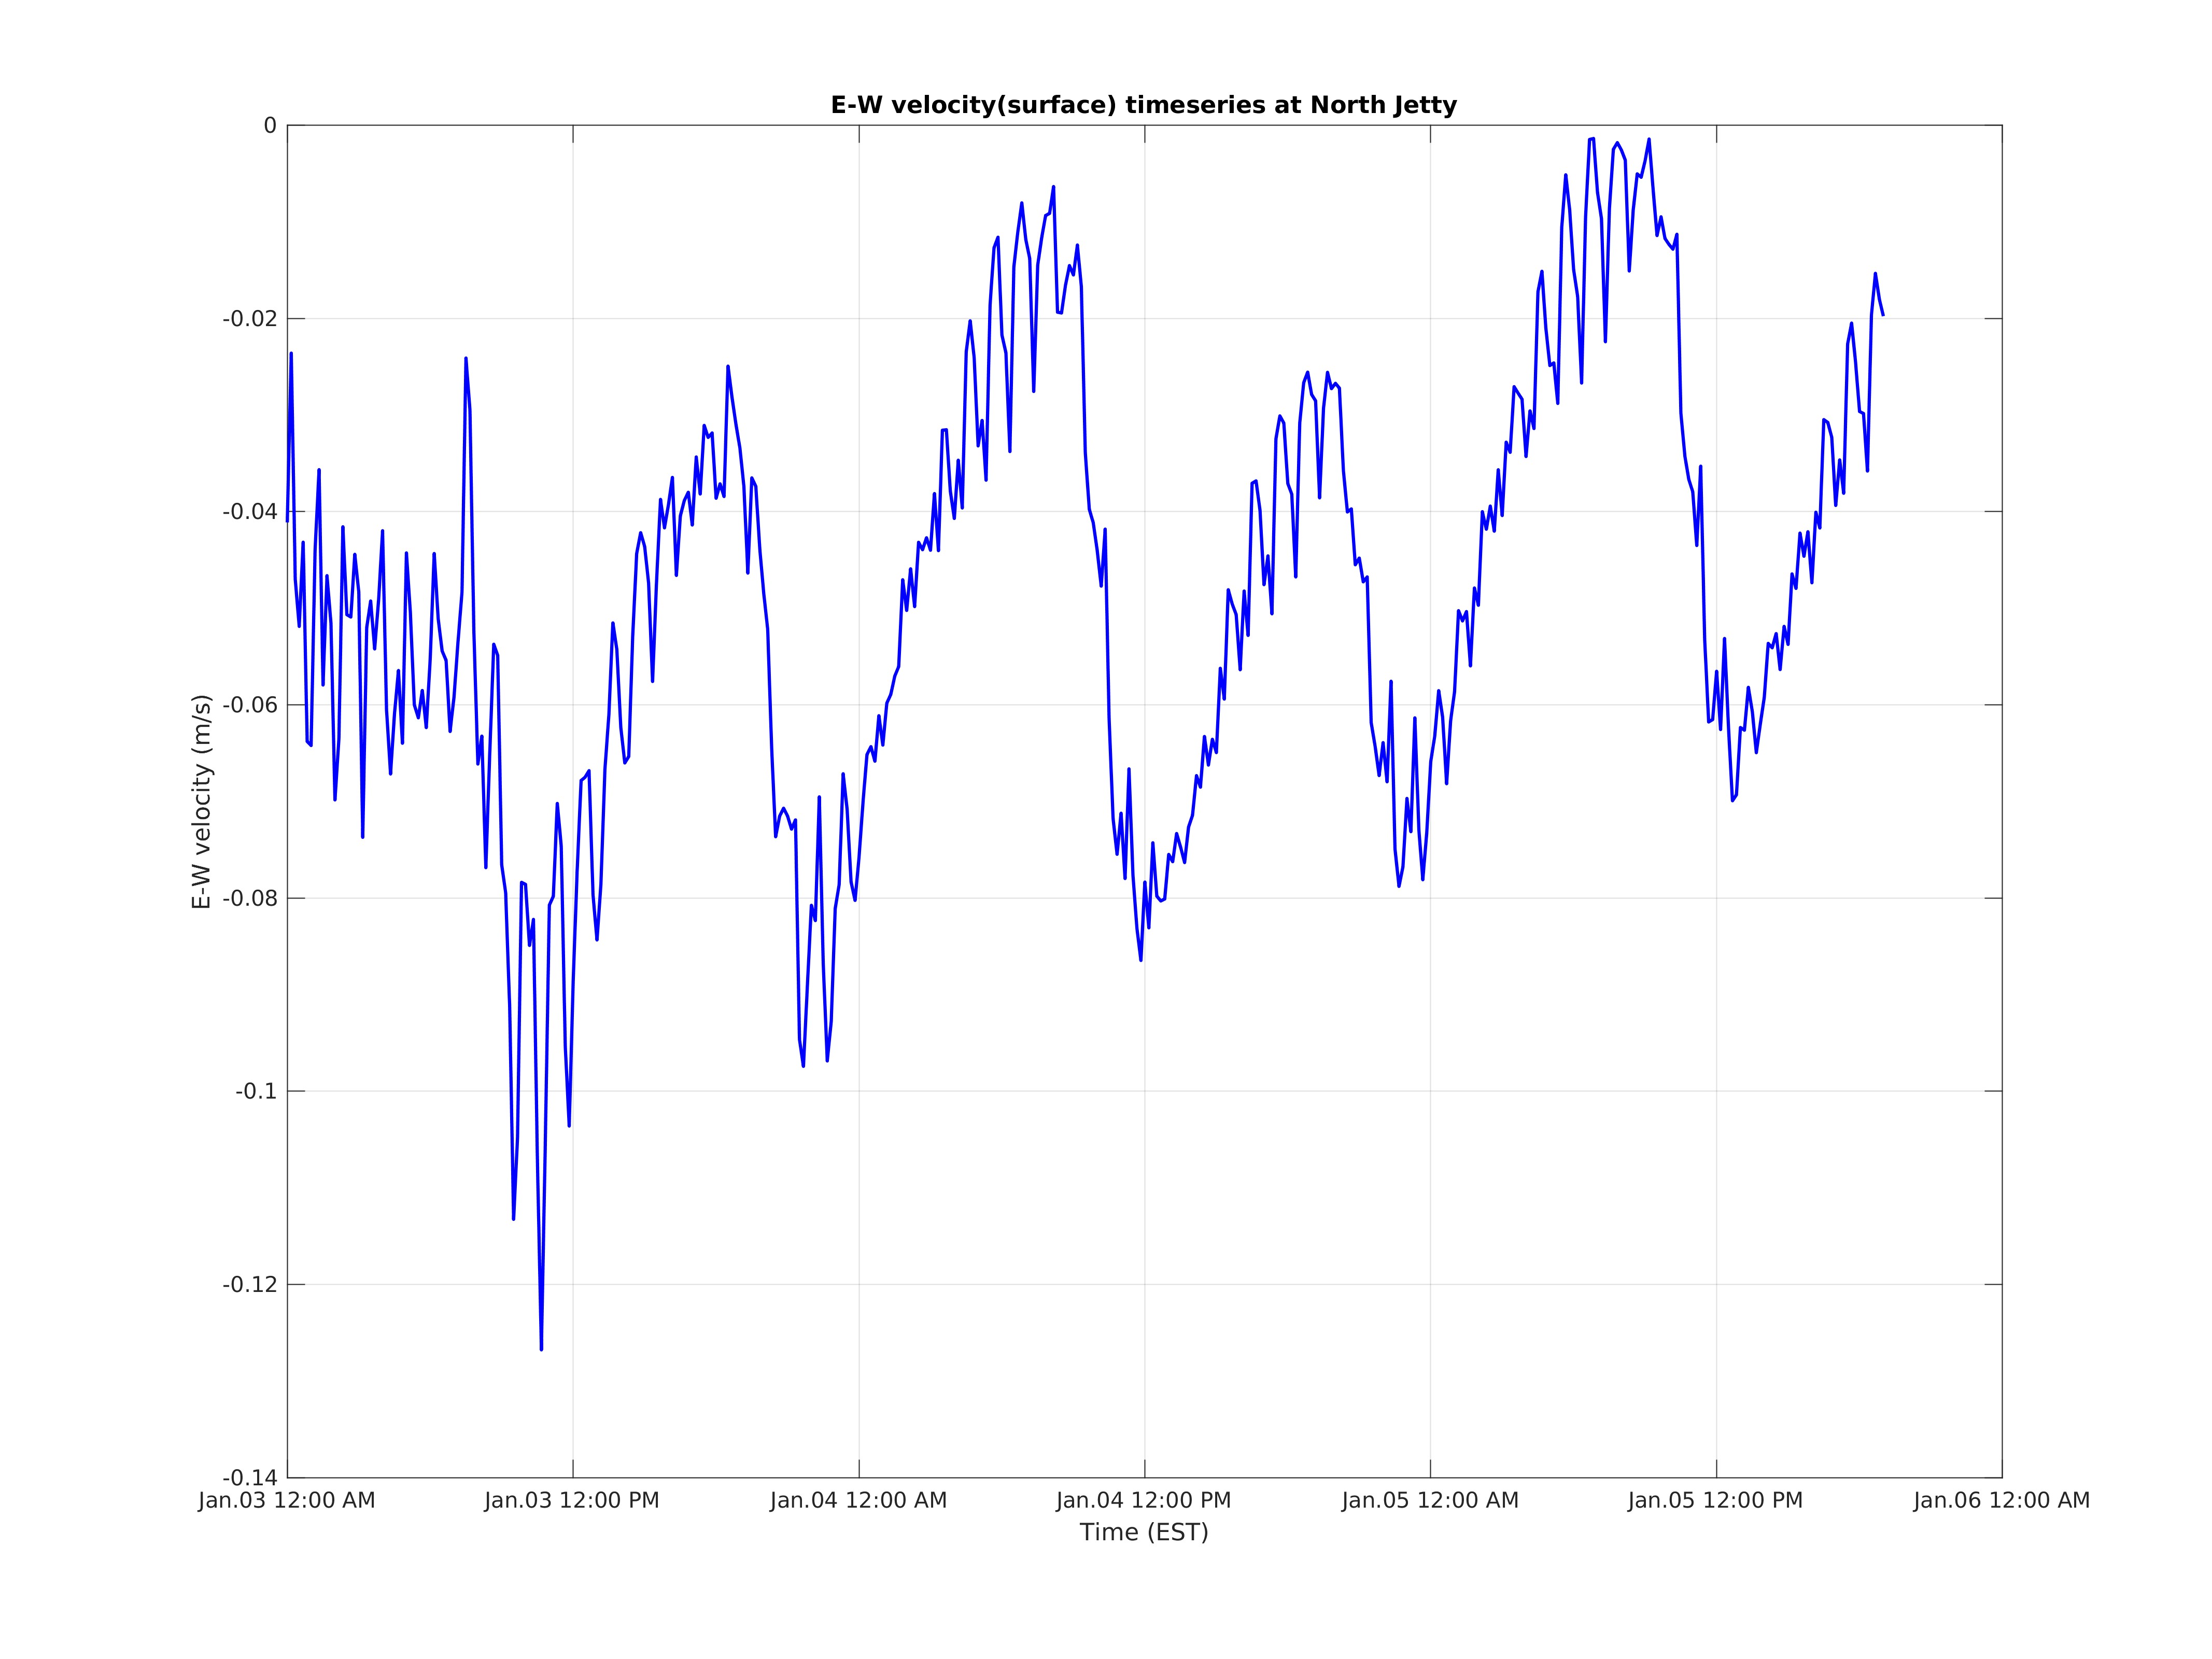 E-W velocity(surface) timeseries at North Jetty
0
-0.02
-0.04
-0.06
-0.08
-0.1
-0.12
-0.14
E-W velocity (m/s)
Jan.03 12:00 AM
Jan.03 12:00 PM
Jan.04 12:00 AM
Jan.04 12:00 PM
Jan.05 12:00 AM
Jan.05 12:00 PM
Jan.06 12:00 AM
Time (EST)